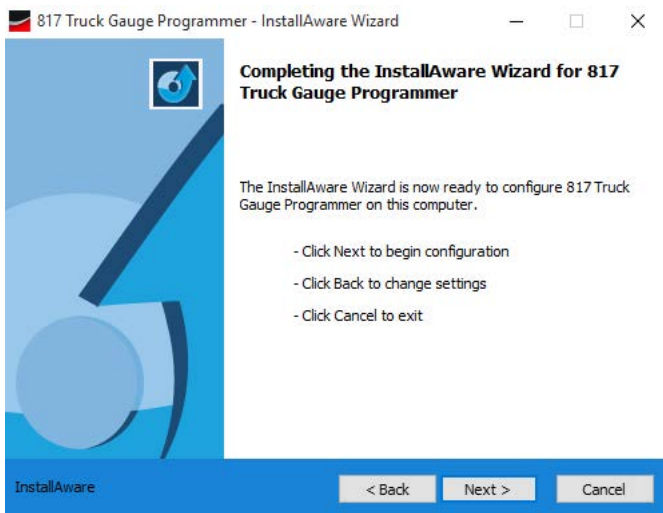 817 Truck Gauge Programmer - InstallAware Wizard
Completing the InstallAware Wizard for 817
Truck Gauge Programmer
The InstallAware Wizard is now ready to configure 817 Truck
Gauge Programmer on this computer.
- Click Next to begin configuration
- Click Back to change settings
- Click Cancel to exit
InstallAware
< Back
Next >
Cancel